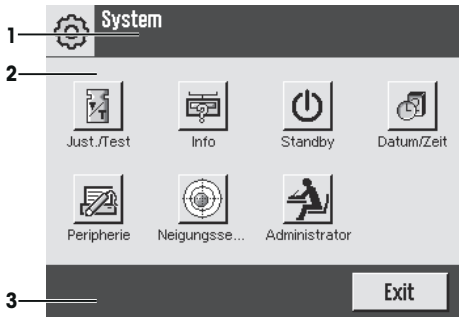 System
1
2
Just./Test Info Standby Datum/Zeit
Peripherie Neigungsse... Administrator
3
Exit